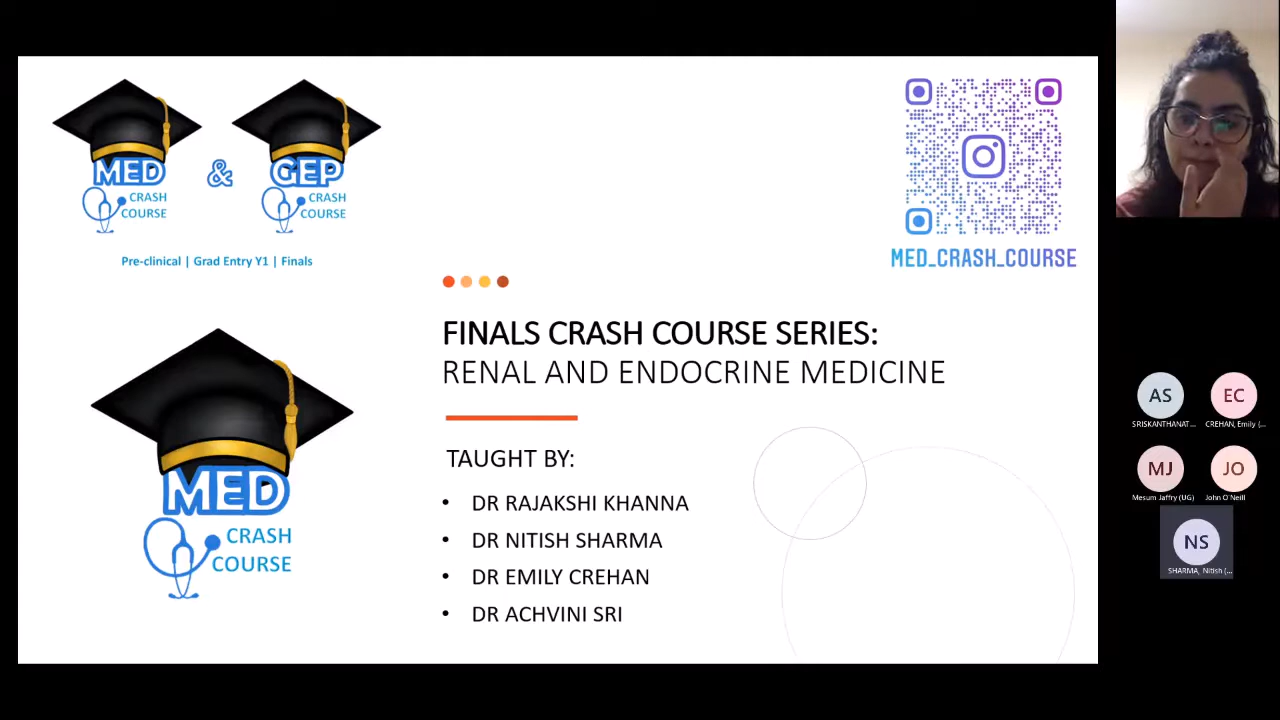 MED & GEP
CRASH COURSE
CRASH COURSE
Pre-clinical | Grad Entry Y1 | Finals
MED_CRASH_COURSE
FINALS CRASH COURSE SERIES:
RENAL AND ENDOCRINE MEDICINE
MED
CRASH
COURSE
TAUGHT BY:
• DR RAJAKSHI KHANNA
• DR NITISH SHARMA
• DR EMILY CREHAN
• DR ACHVINI SRI
AS
SRISKANTHANAT...
EC
CREHAN, Emily (...
MJ
Mesum Jaffry (UG)
JO
John O'Neill
NS
SHARMA, Nitish (...